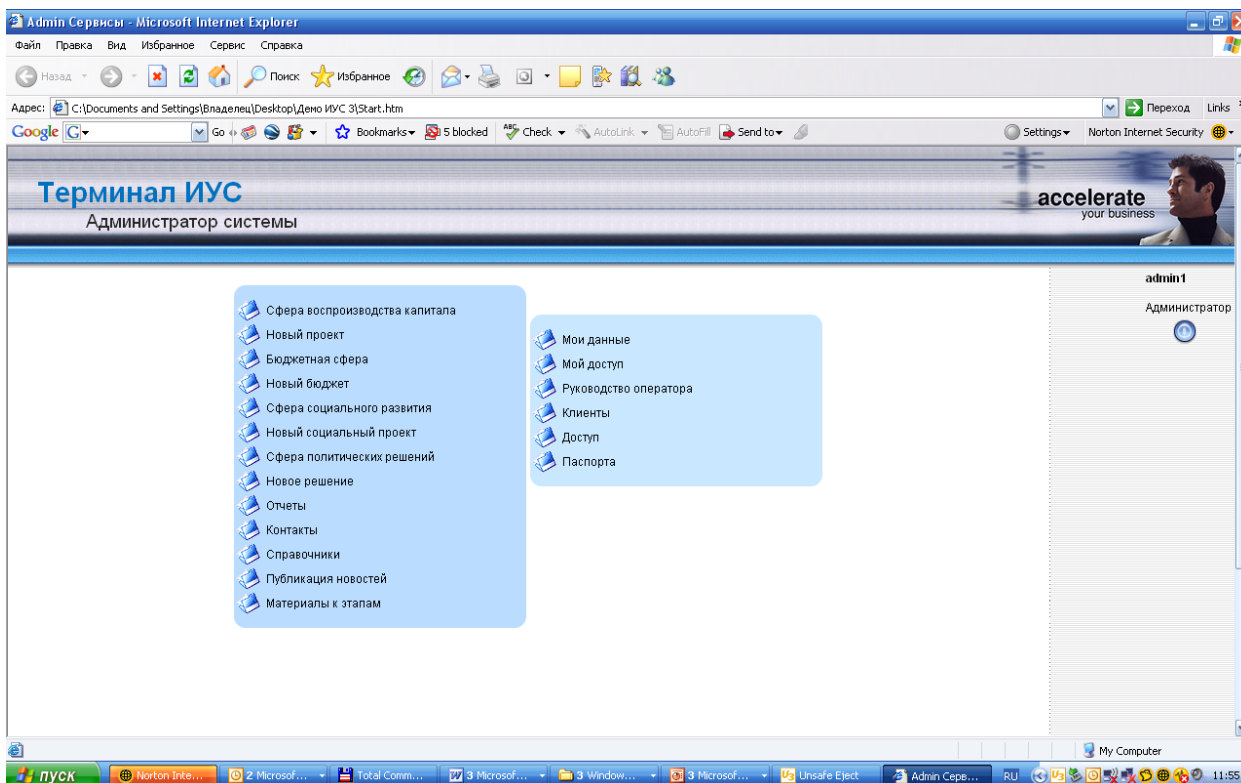 Admin Сервисы - Microsoft Internet Explorer
Файл Правка Вид Избранное Сервис Справка
Назад Поиск Избранное
Адрес: C:\Documents and Settings\Владелец\Desktop\Демо ИУС 3\Start.htm Переход Links
Google G Go Bookmarks 5 blocked ABC Check AutoLink AutoFill Send to Settings Norton Internet Security
Терминал ИУС
Администратор системы
accelerate
your business
admin1
Администратор
Сфера воспроизводства капитала
Новый проект
Бюджетная сфера
Новый бюджет
Сфера социального развития
Новый социальный проект
Сфера политических решений
Новое решение
Отчеты
Контакты
Справочники
Публикация новостей
Материалы к этапам
Мои данные
Мой доступ
Руководство оператора
Клиенты
Доступ
Паспорта
My Computer
пуск Norton Inte... 2 Microsof... Total Comm... 3 Microsof... 3 Window... 3 Microsof... Unsafe Eject Admin Серв... RU 11:55